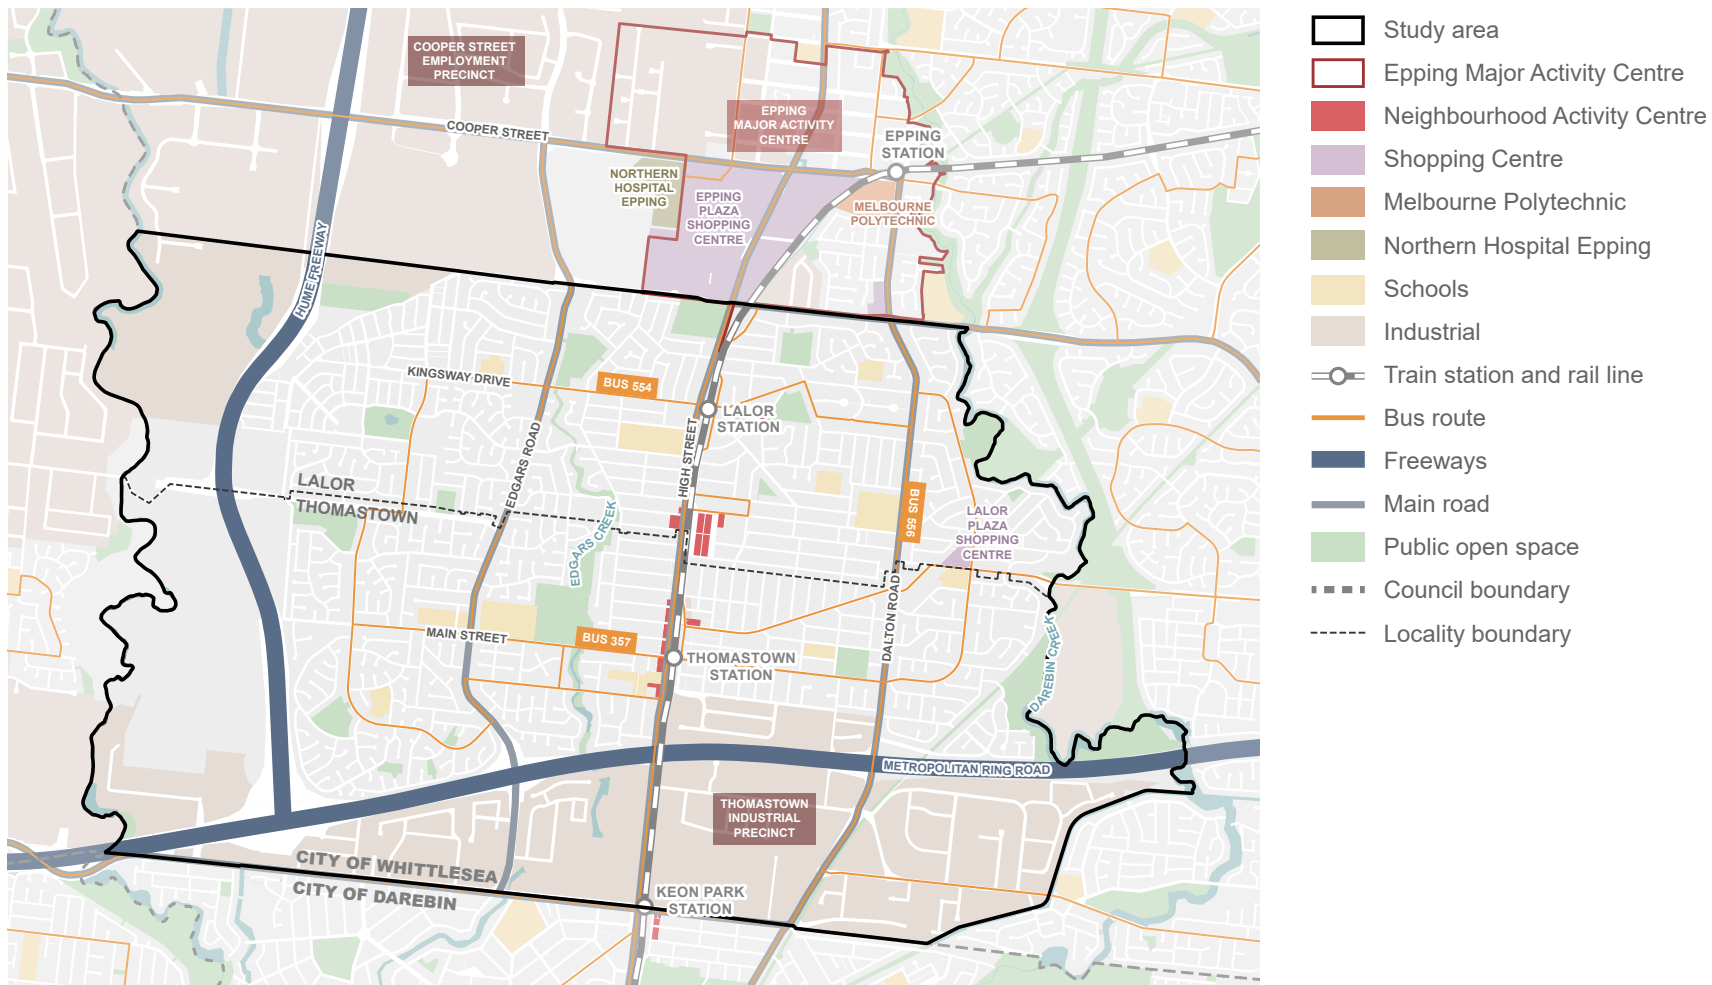 COOPER STREET
EMPLOYMENT
PRECINCT
EPPING
MAJOR ACTIVITY
CENTRE
COOPER STREET
EPPING
STATION
NORTHERN
HOSPITAL
EPPING
EPPING
PLAZA
SHOPPING
CENTRE
MELBOURNE
POLYTECHNIC
HUME FREEWAY
KINGSWAY DRIVE
BUS 554
LALOR
STATION
EDGARS ROAD
HIGH STREET
LALOR
THOMASTOWN
EDGARS CREEK
BUS 556
LALOR
PLAZA
SHOPPING
CENTRE
MAIN STREET
BUS 357
THOMASTOWN
STATION
DALTON ROAD
DAREBIN CREEK
METROPOLITAN RING ROAD
THOMASTOWN
INDUSTRIAL
PRECINCT
CITY OF WHITTLESEA
CITY OF DAREBIN
KEON PARK
STATION
Study area
Epping Major Activity Centre
Neighbourhood Activity Centre
Shopping Centre
Melbourne Polytechnic
Northern Hospital Epping
Schools
Industrial
Train station and rail line
Bus route
Freeways
Main road
Public open space
Council boundary
Locality boundary